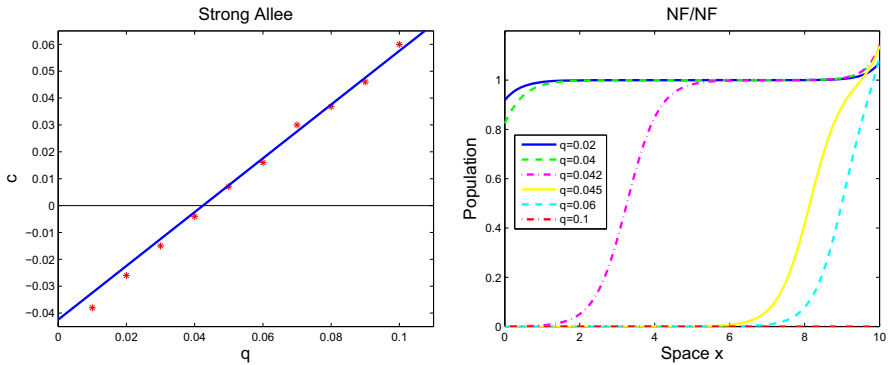 Strong Allee
0.06
0.05
0.04
0.03
0.02
0.01
0
−0.01
−0.02
−0.03
−0.04
c
0
0.02
0.04
0.06
0.08
0.1
q
NF/NF
1
0.8
0.6
0.4
0.2
0
Population
q=0.02
q=0.04
q=0.042
q=0.045
q=0.06
q=0.1
0
2
4
6
8
10
Space x